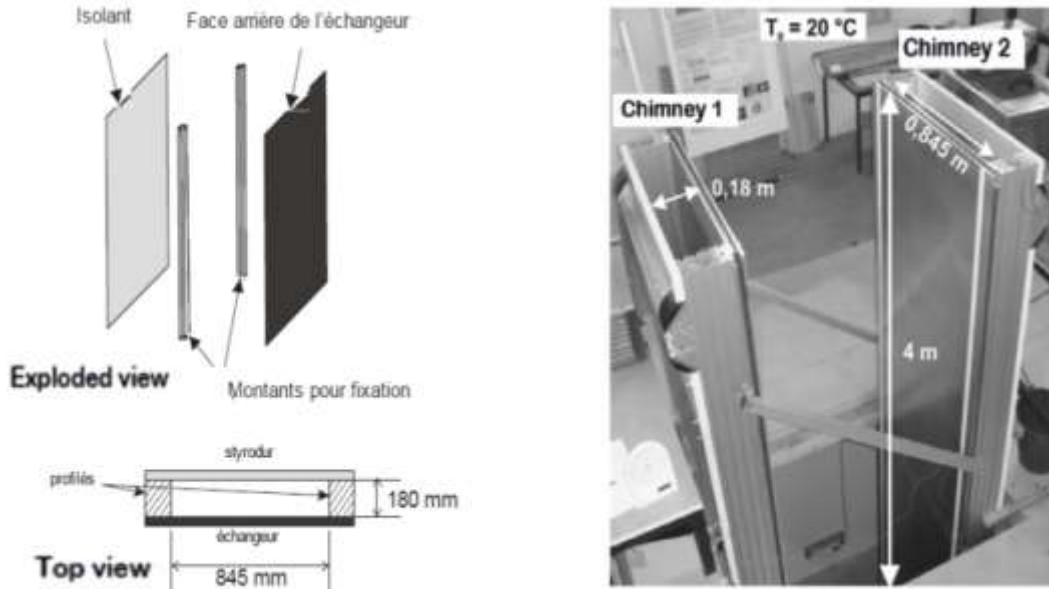 Isolant
Face arrière de l'échangeur
Exploded view
Montants pour fixation
styrodur
profilés
180 mm
échangeur
Top view
845 mm
T₀ = 20 °C
Chimney 2
Chimney 1
0,845 m
0,18 m
4 m